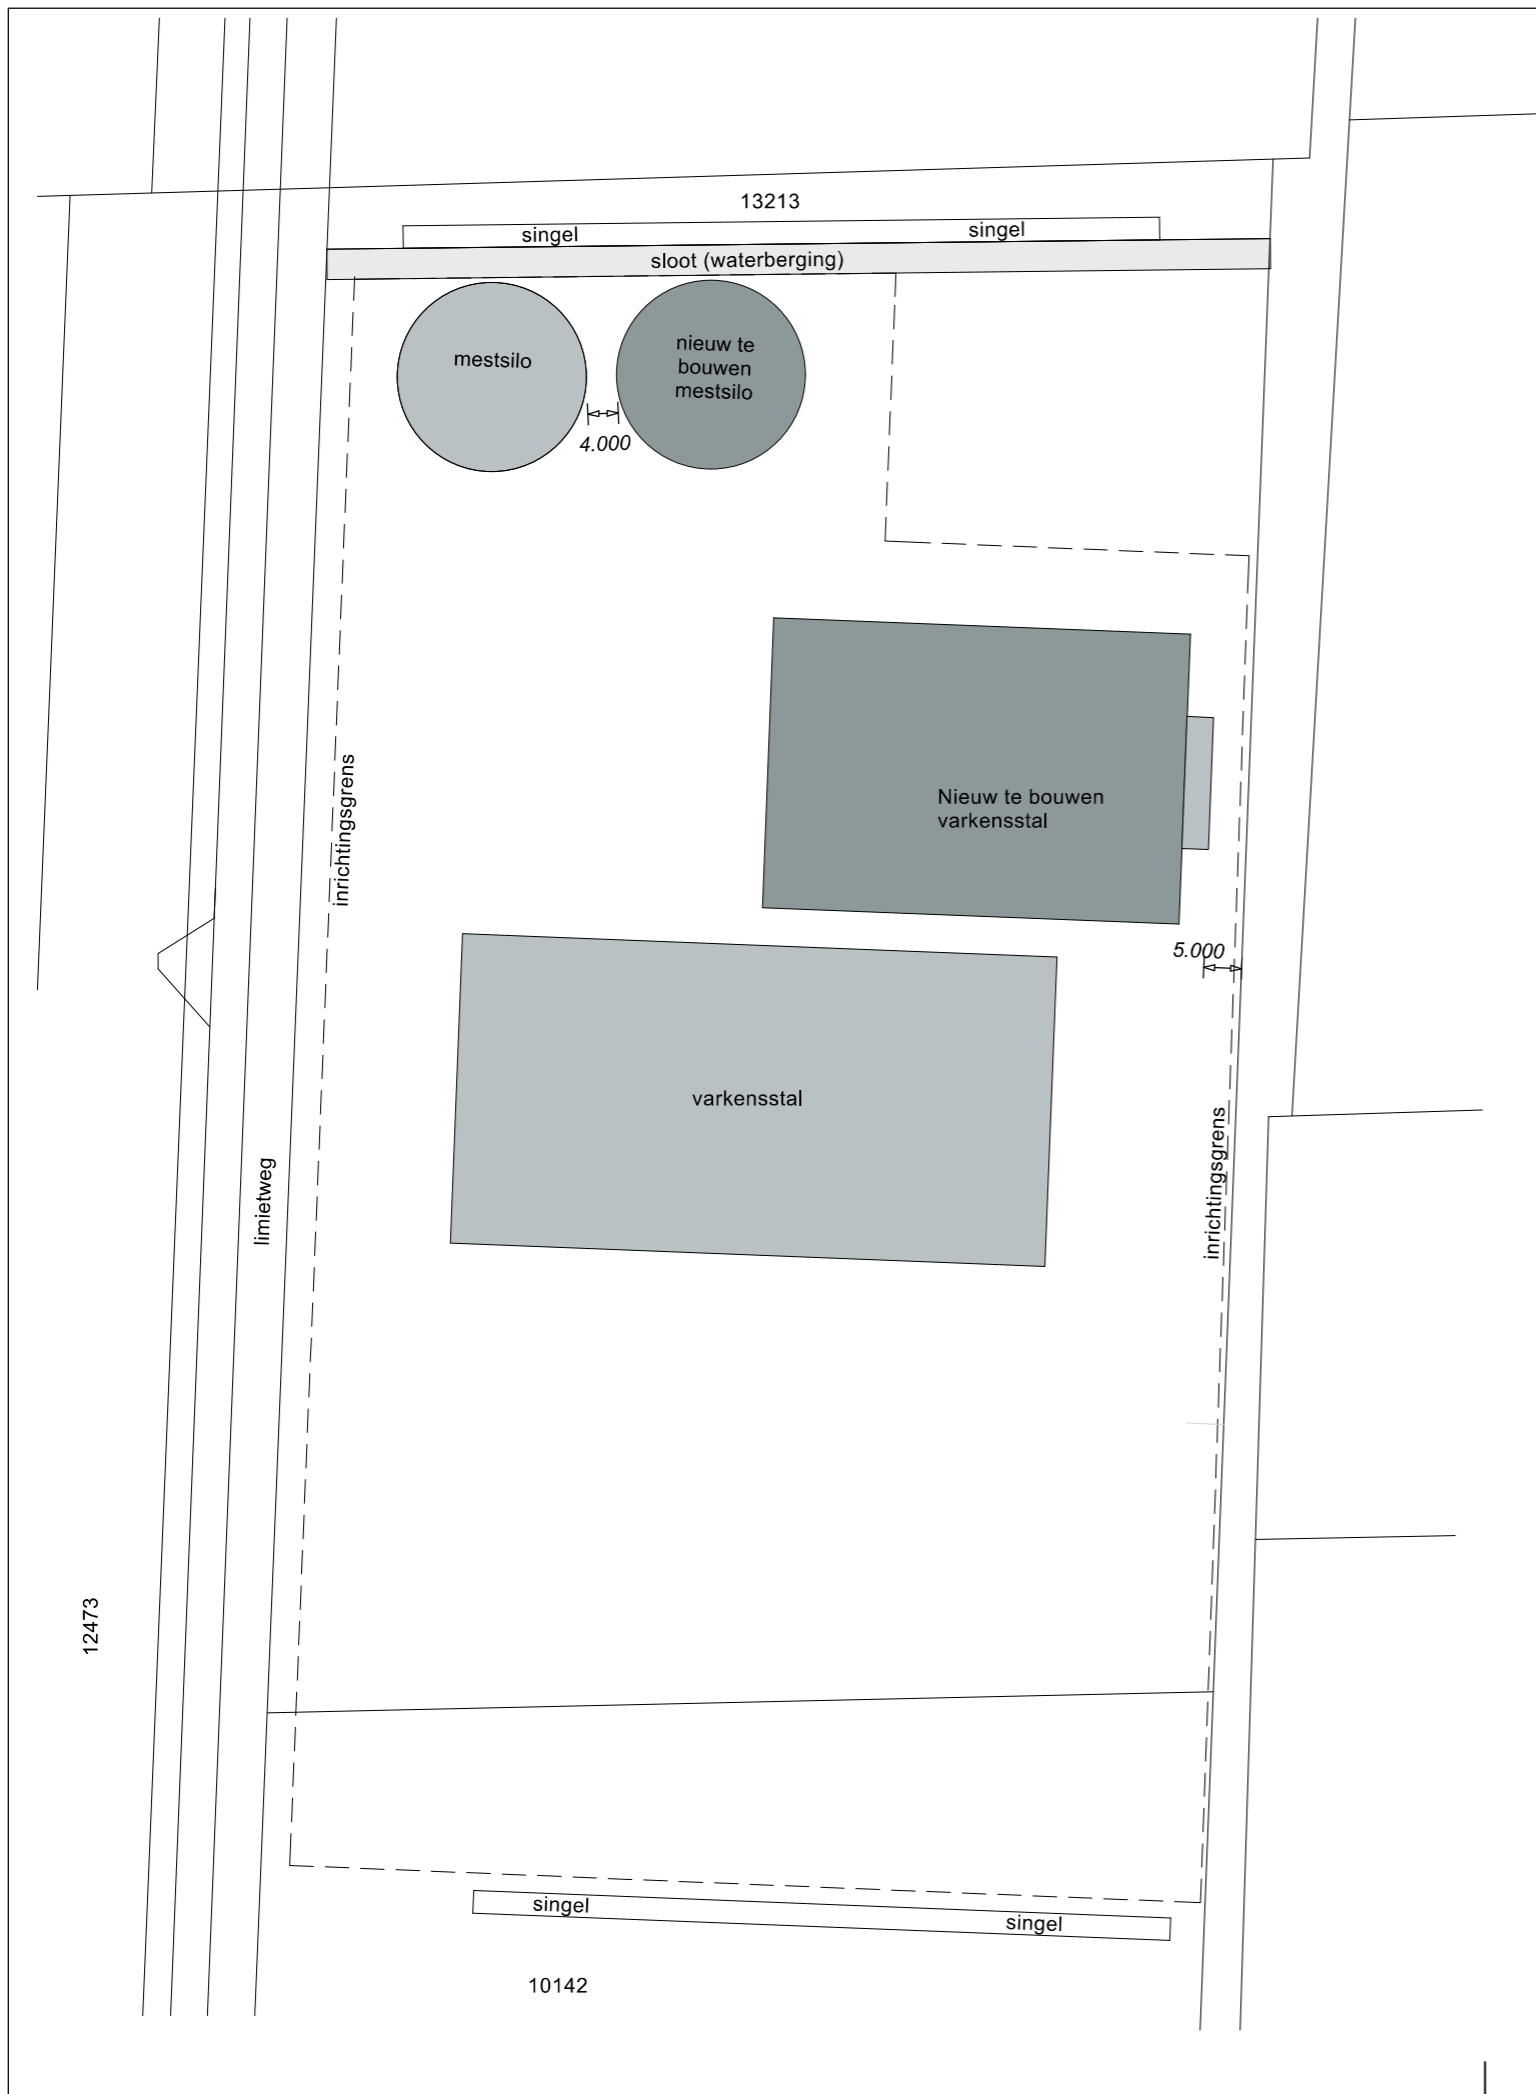 13213
singel
singel
sloot (waterberging)
mestsilo
nieuw te
bouwen
mestsilo
4.000
inrichtingsgrens
Nieuw te bouwen
varkensstal
5.000
varkensstal
limietweg
inrichtingsgrens
12473
singel
singel
10142